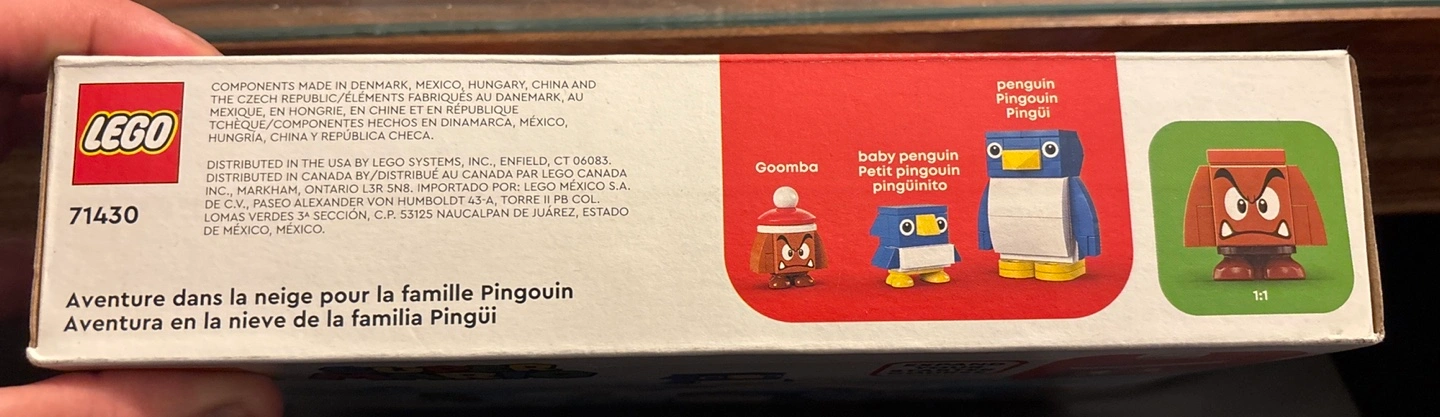 LEGO
71430
COMPONENTS MADE IN DENMARK, MEXICO, HUNGARY, CHINA AND
THE CZECH REPUBLIC/ÉLÉMENTS FABRIQUÉS AU DANEMARK, AU
MEXIQUE, EN HONGRIE, EN CHINE ET EN RÉPUBLIQUE
TCHÈQUE/COMPONENTES HECHOS EN DINAMARCA, MÉXICO,
HUNGRÍA, CHINA Y REPÚBLICA CHECA.
DISTRIBUTED IN THE USA BY LEGO SYSTEMS, INC., ENFIELD, CT 06083.
DISTRIBUTED IN CANADA BY/DISTRIBUÉ AU CANADA PAR LEGO CANADA
INC., MARKHAM, ONTARIO L3R 5N8. IMPORTADO POR: LEGO MÉXICO S.A.
DE C.V., PASEO ALEXANDER VON HUMBOLDT 43-A, TORRE II PB COL.
LOMAS VERDES 3ª SECCIÓN, C.P. 53125 NAUCALPAN DE JUÁREZ, ESTADO
DE MÉXICO, MÉXICO.
Aventure dans la neige pour la famille Pingouin
Aventura en la nieve de la familia Pingüi
Goomba
baby penguin
Petit pingouin
pingüinito
penguin
Pingouin
Pingüi
1:1